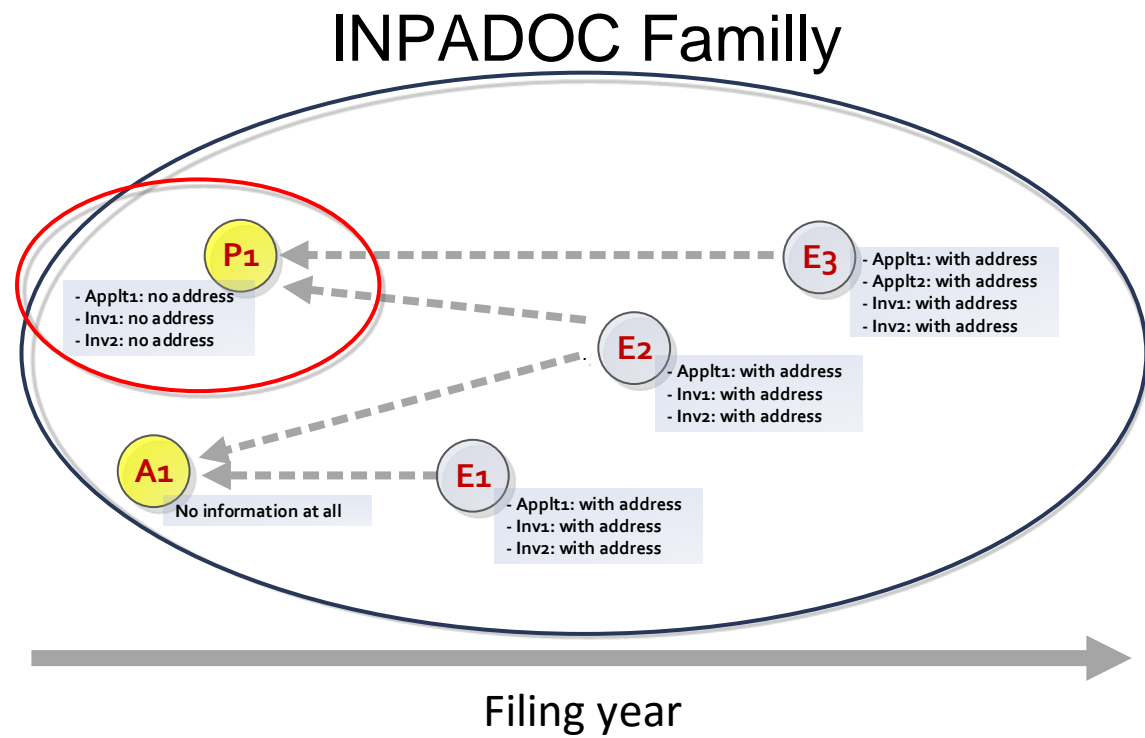 INPADOC Familly
P1
- Applt1: no address
- Inv1: no address
- Inv2: no address
E3
- Applt1: with address
- Applt2: with address
- Inv1: with address
- Inv2: with address
E2
- Applt1: with address
- Inv1: with address
- Inv2: with address
A1
No information at all
E1
- Applt1: with address
- Inv1: with address
- Inv2: with address
Filing year